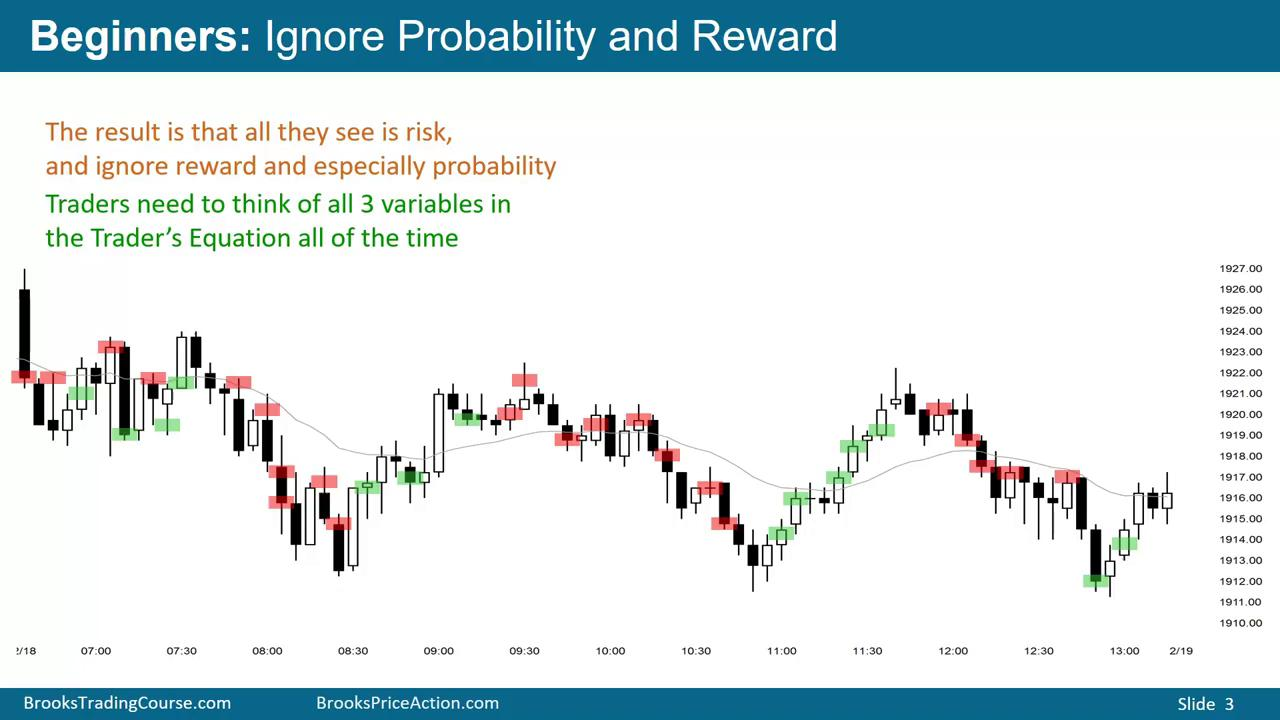 Beginners: Ignore Probability and Reward
The result is that all they see is risk,
and ignore reward and especially probability
Traders need to think of all 3 variables in
the Trader’s Equation all of the time
1927.00
1926.00
1925.00
1924.00
1923.00
1922.00
1921.00
1920.00
1919.00
1918.00
1917.00
1916.00
1915.00
1914.00
1913.00
1912.00
1911.00
1910.00
2/18 07:00 07:30 08:00 08:30 09:00 09:30 10:00 10:30 11:00 11:30 12:00 12:30 13:00 2/19
BrooksTradingCourse.com BrooksPriceAction.com Slide 3